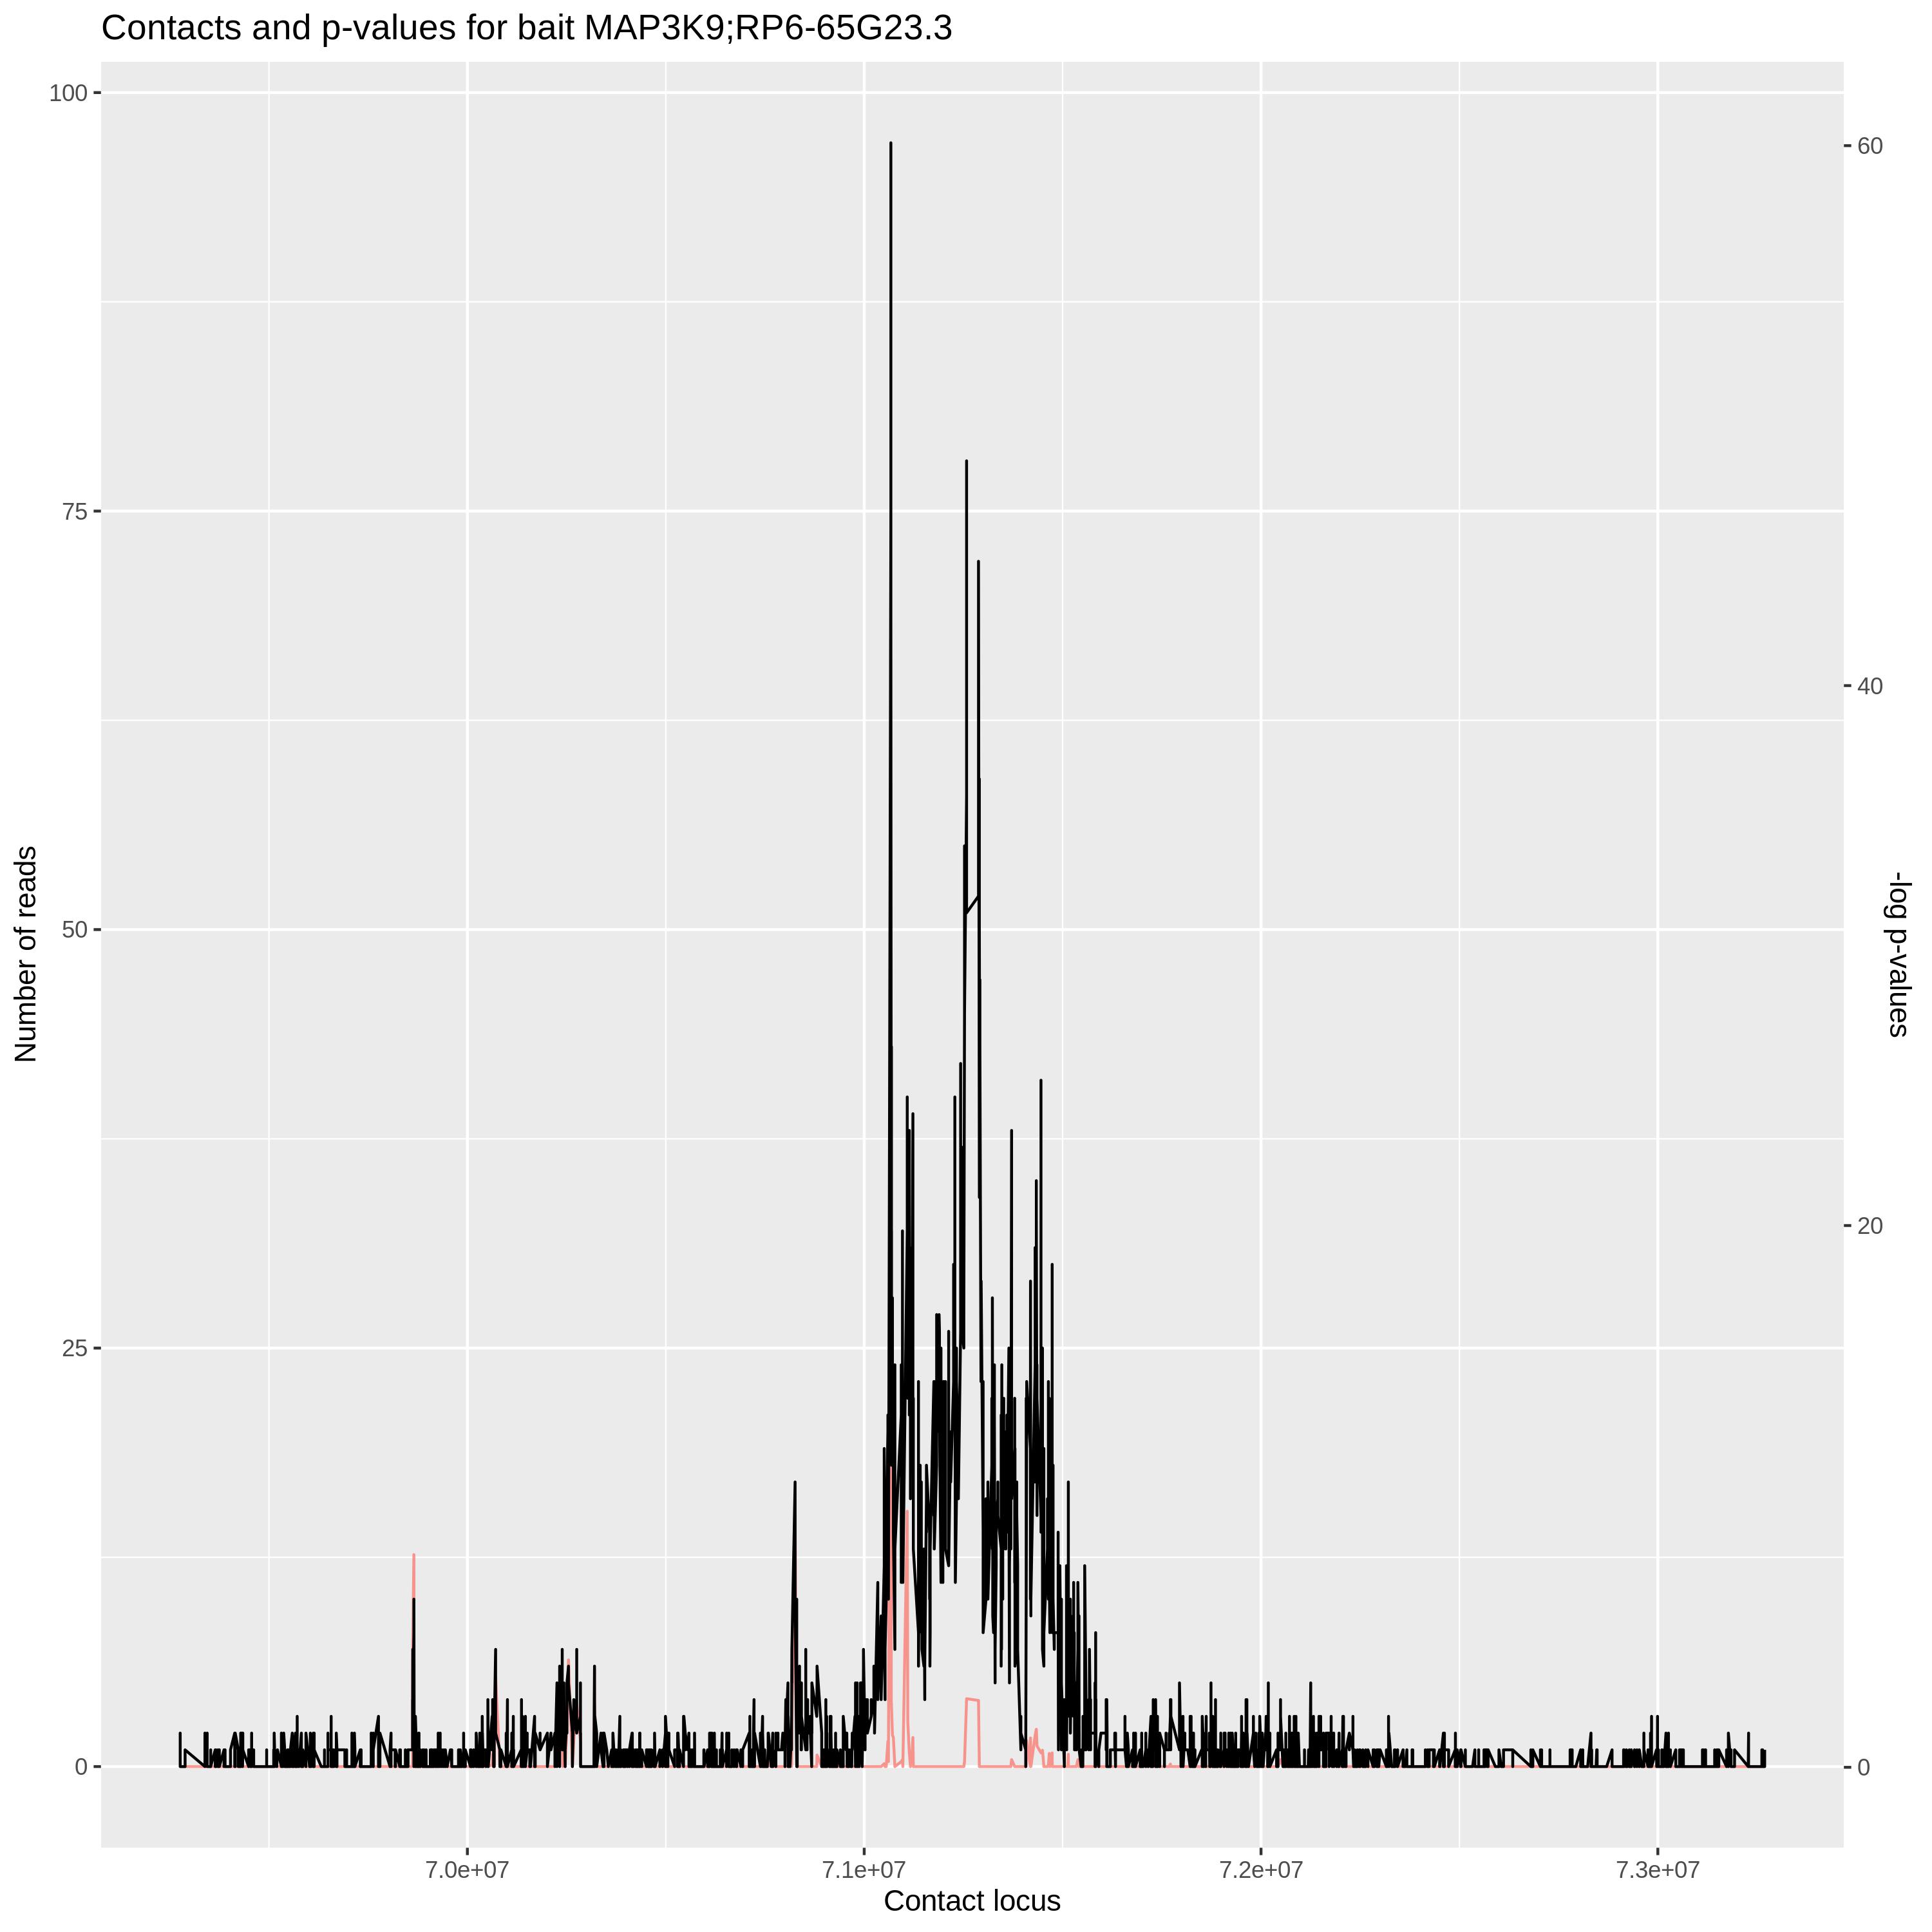 Contacts and p-values for bait MAP3K9;RP6-65G23.3
100
75
50
25
0
Number of reads
60
40
20
0
-log p-values
7.0e+07
7.1e+07
7.2e+07
7.3e+07
Contact locus